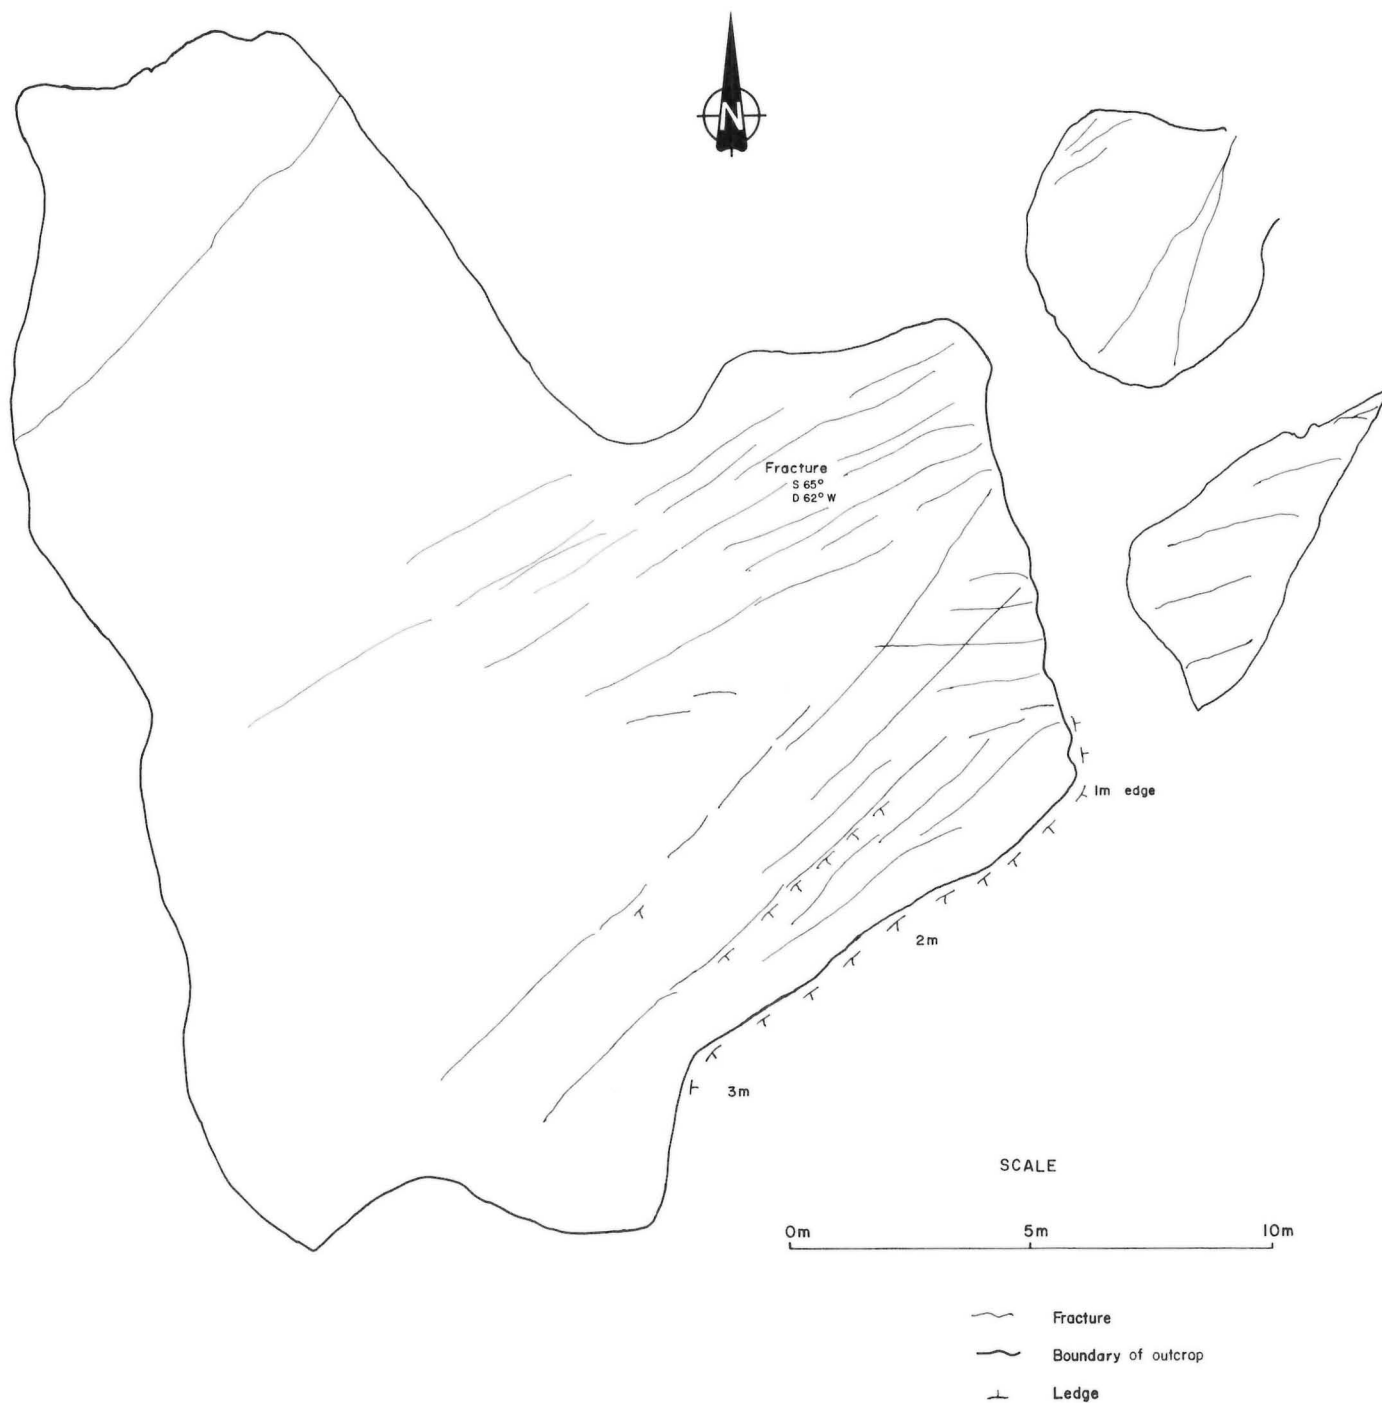 N
Fracture
S 65°
D 62° W
1m edge
2m
3m
SCALE
0m 5m 10m
Fracture
Boundary of outcrop
Ledge